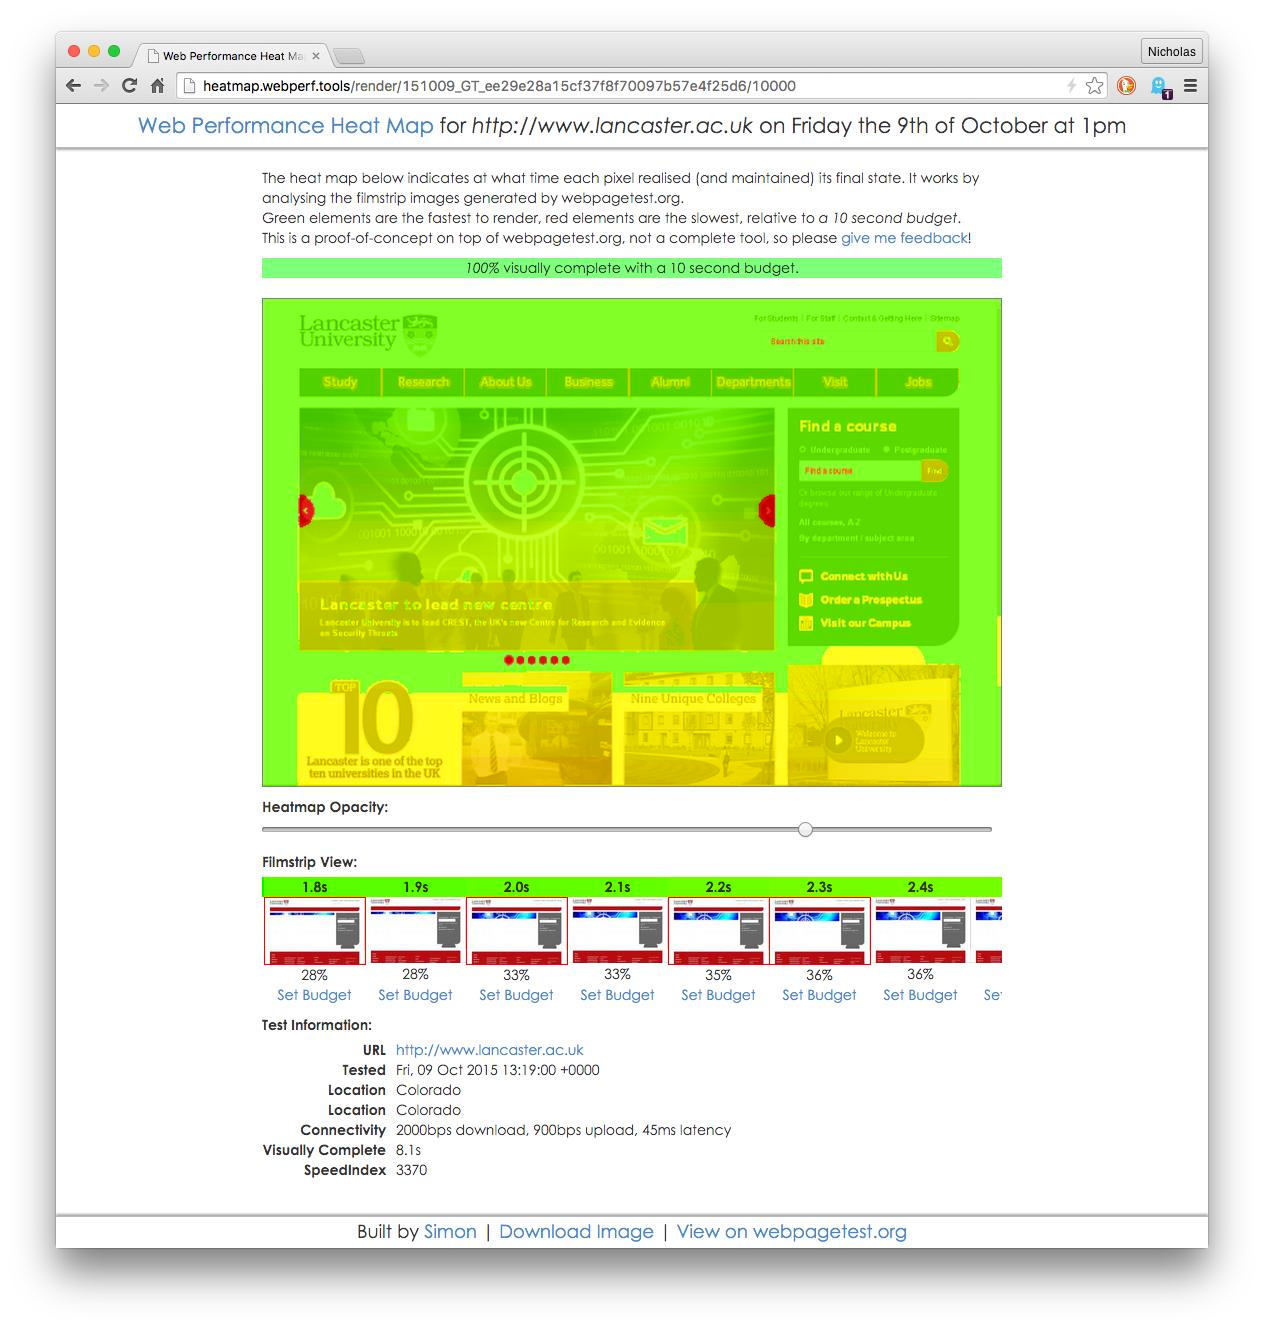 Web Performance Heat Ma
Nicholas
heatmap.webperf.tools/render/151009_GT_ee29e28a15cf37f8f70097b57e4f25d6/10000
1
Web Performance Heat Map for http://www.lancaster.ac.uk on Friday the 9th of October at 1pm
The heat map below indicates at what time each pixel realised (and maintained) its final state. It works by
analysing the filmstrip images generated by webpagetest.org.
Green elements are the fastest to render, red elements are the slowest, relative to a 10 second budget.
This is a proof-of-concept on top of webpagetest.org, not a complete tool, so please give me feedback!
100% visually complete with a 10 second budget.
Lancaster
University
For Students | For Staff | Contact & Getting Here | Sitemap
Search this site
Study Research About Us Business Alumni Departments Visit Jobs
Find a course
Undergraduate Postgraduate
Find a course Find
Or browse our range of Undergraduate
degrees
All courses, A Z
By department / subject area
Connect with Us
Order a Prospectus
Visit our Campus
Lancaster to lead new centre
Lancaster University is to lead CREST, the UK's new Centre for Research and Evidence
on Security Threats
TOP
10
Lancaster is one of the top
ten universities in the UK
News and Blogs
Nine Unique Colleges
Lancaster
Welcome to
Lancaster
University
Heatmap Opacity:
Filmstrip View:
1.8s 1.9s 2.0s 2.1s 2.2s 2.3s 2.4s
28% 28% 33% 33% 35% 36% 36%
Set Budget Set Budget Set Budget Set Budget Set Budget Set Budget Set Budget Se
Test Information:
URL http://www.lancaster.ac.uk
Tested Fri, 09 Oct 2015 13:19:00 +0000
Location Colorado
Location Colorado
Connectivity 2000bps download, 900bps upload, 45ms latency
Visually Complete 8.1s
SpeedIndex 3370
Built by Simon | Download Image | View on webpagetest.org